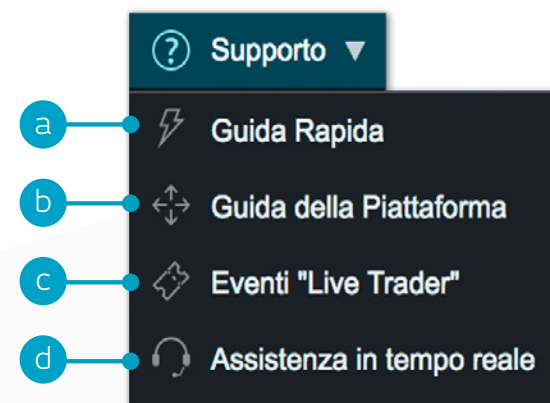 Supporto
a Guida Rapida
b Guida della Piattaforma
c Eventi "Live Trader"
d Assistenza in tempo reale